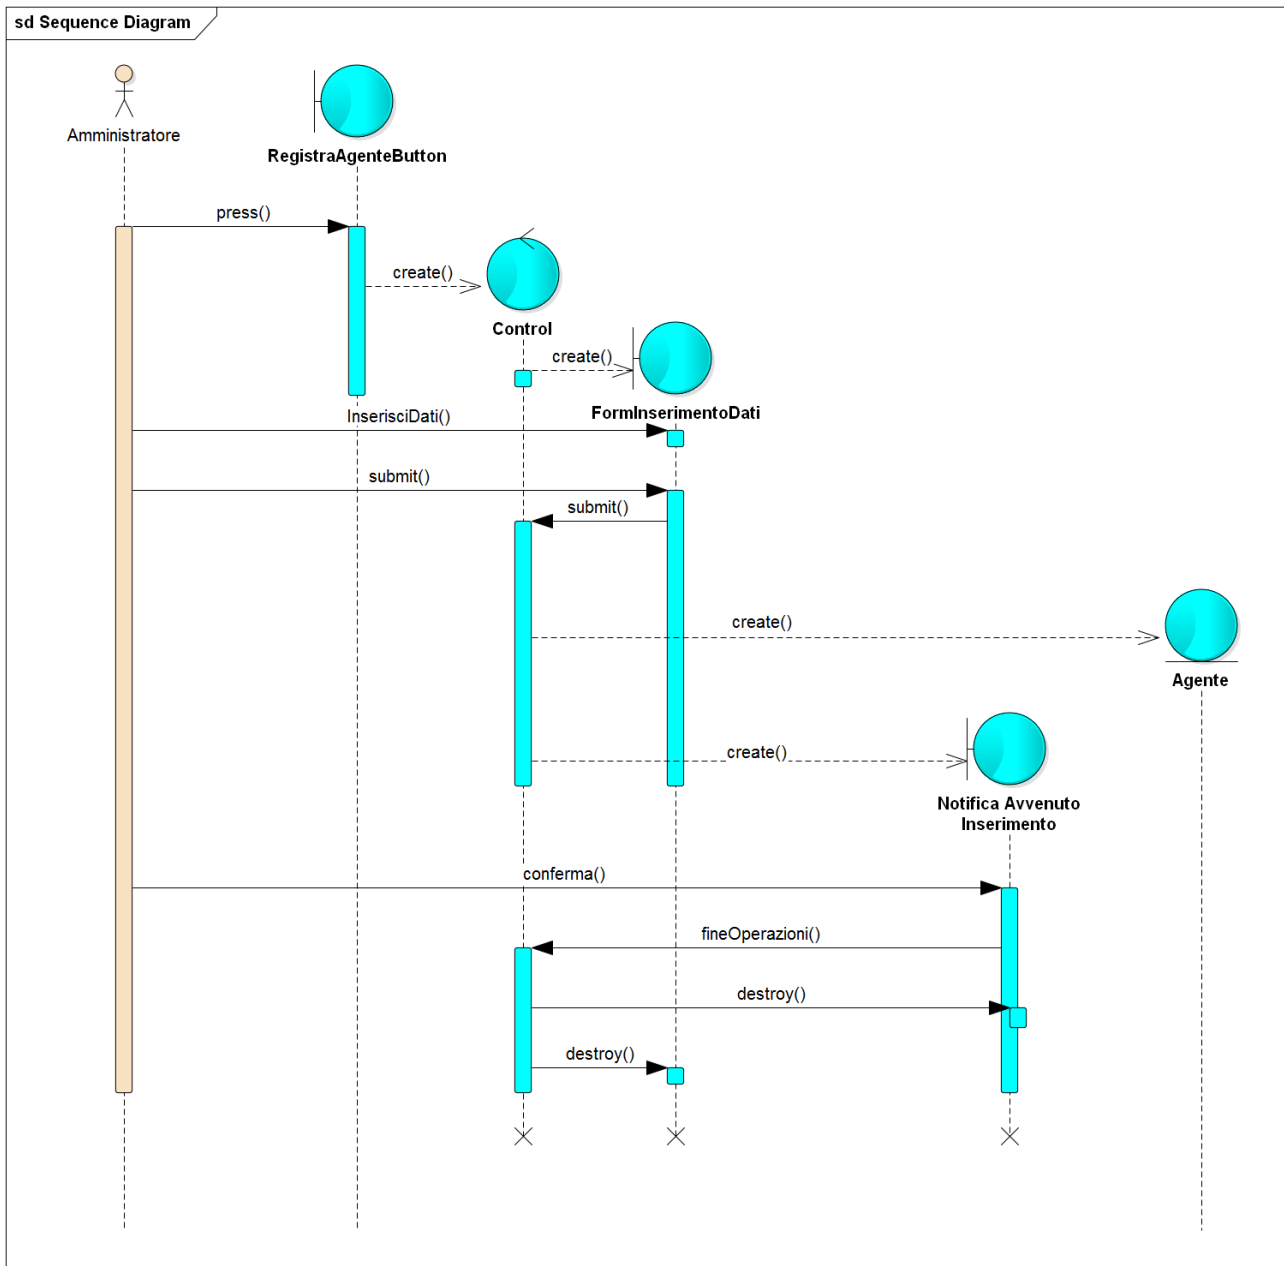 sd Sequence Diagram
Amministratore
RegistraAgenteButton
press()
create()
Control
create()
FormInserimentoDati
InserisciDati()
submit()
submit()
create()
Agente
create()
Notifica Avvenuto
Inserimento
conferma()
fineOperazioni()
destroy()
destroy()